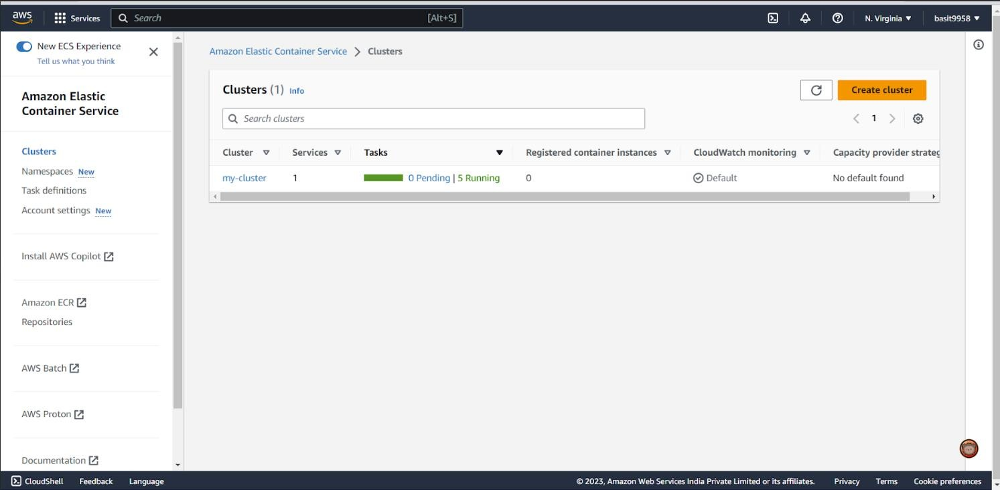 aws Services Search [Alt+S] N. Virginia basit9958
New ECS Experience
Tell us what you think
Amazon Elastic
Container Service
Clusters
Namespaces New
Task definitions
Account settings New
Install AWS Copilot
Amazon ECR
Repositories
AWS Batch
AWS Proton
Documentation
Amazon Elastic Container Service Clusters
Clusters (1) Info Create cluster
Search clusters 1
Cluster Services Tasks Registered container instances CloudWatch monitoring Capacity provider strateg
my-cluster 1 0 Pending | 5 Running 0 Default No default found
CloudShell Feedback Language © 2023, Amazon Web Services India Private Limited or its affiliates. Privacy Terms Cookie preferences